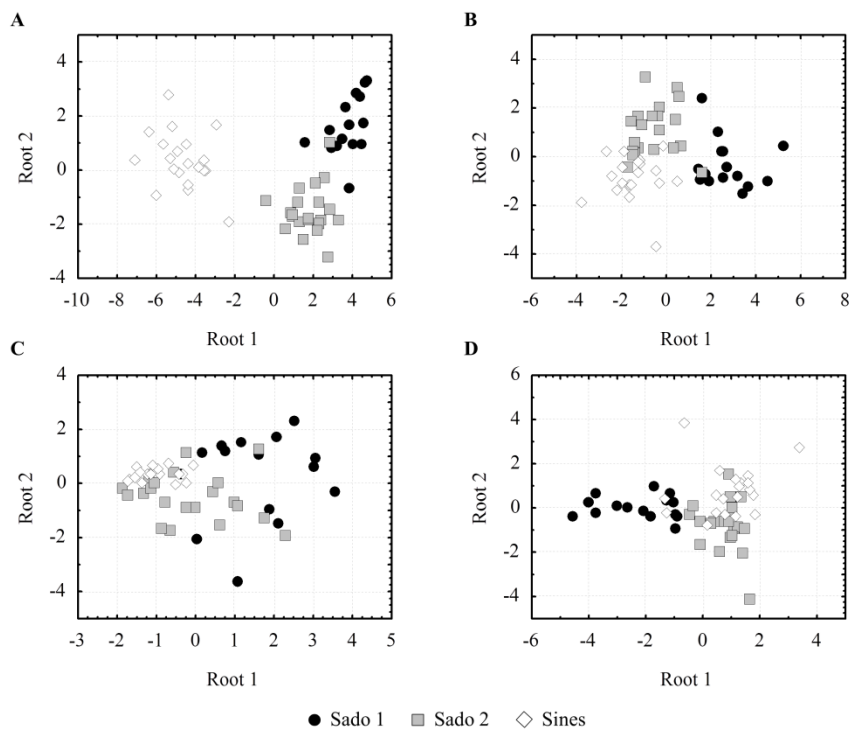 A
B
4
2
0
-2
-4
Root 2
-10 -8 -6 -4 -2 0 2 4 6
Root 1
4
2
0
-2
-4
Root 2
-6 -4 -2 0 2 4 6 8
Root 1
C
D
4
2
0
-2
-4
Root 2
-3 -2 -1 0 1 2 3 4 5
Root 1
6
4
2
0
-2
-4
Root 2
-6 -4 -2 0 2 4
Root 1
Sado 1 Sado 2 Sines